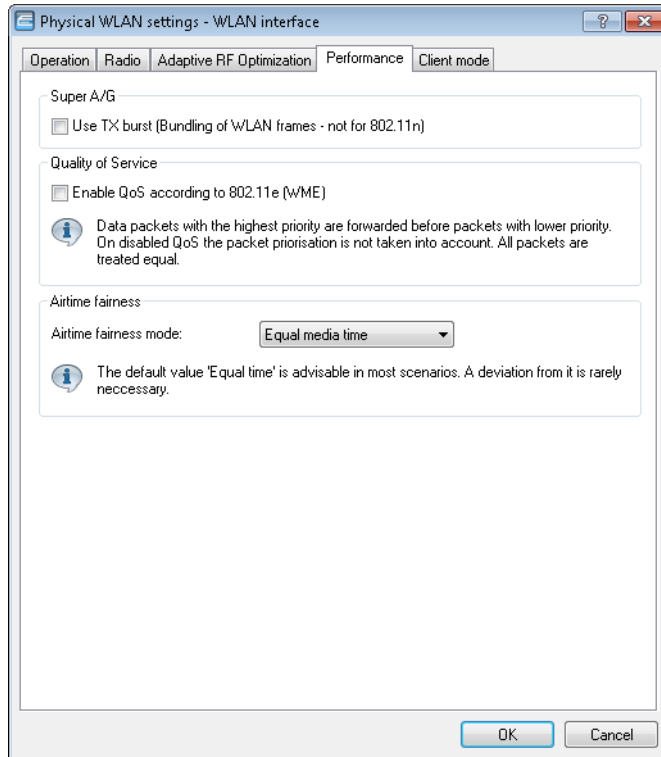 Physical WLAN settings - WLAN interface
Operation
Radio
Adaptive RF Optimization
Performance
Client mode
Super A/G
Use TX burst (Bundling of WLAN frames - not for 802.11n)
Quality of Service
Enable QoS according to 802.11e (WME)
Data packets with the highest priority are forwarded before packets with lower priority.
On disabled QoS the packet priorisation is not taken into account. All packets are
treated equal.
Airtime fairness
Airtime fairness mode:
Equal media time
The default value 'Equal time' is advisable in most scenarios. A deviation from it is rarely
neccessary.
OK
Cancel